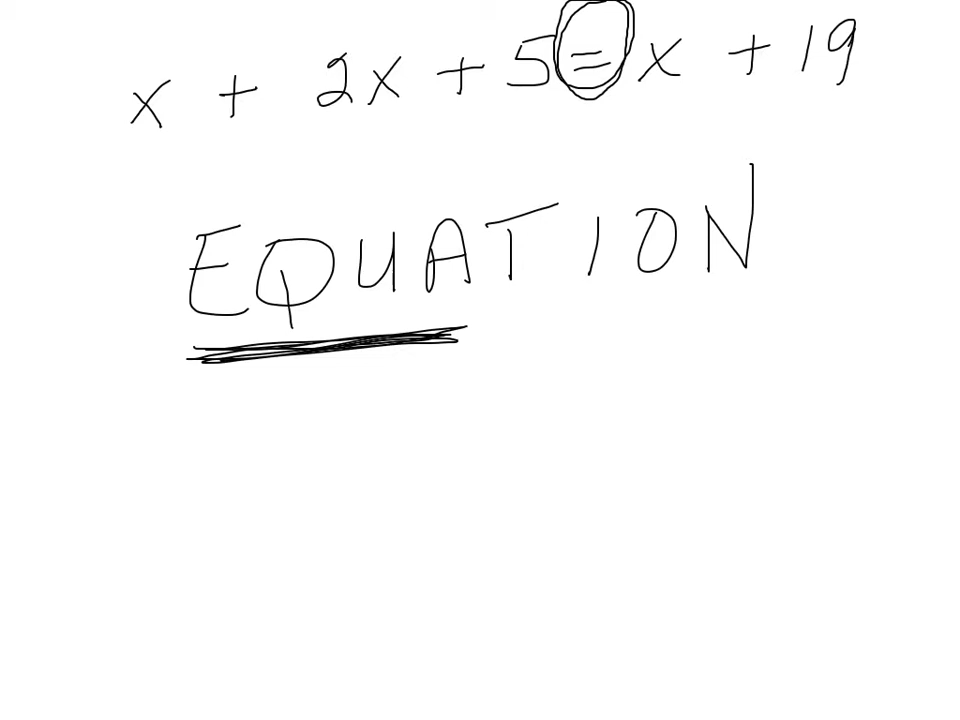 x + 2x + 5 = x + 19
EQUATION